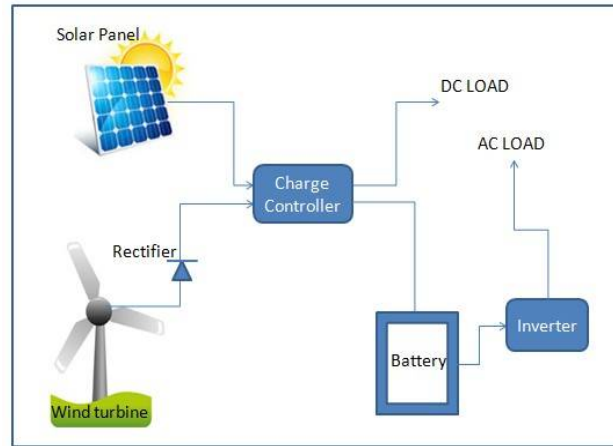 Solar Panel
DC LOAD
AC LOAD
Charge
Controller
Rectifier
Inverter
Battery
Wind turbine